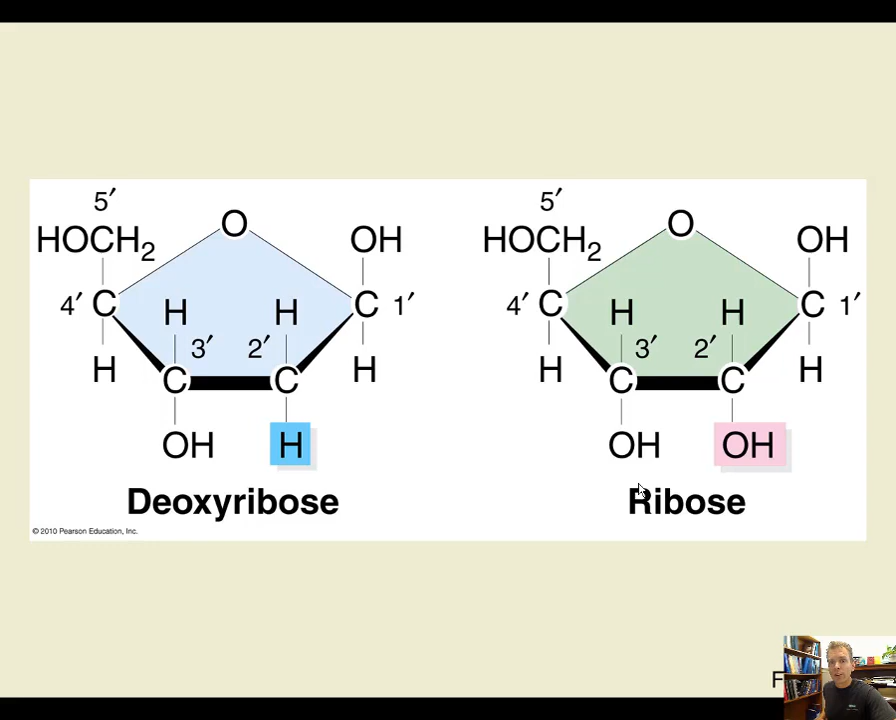 5′ 5′
HOCH2 O OH HOCH2 O OH
4′ C H H C 1′ 4′ C H H C 1′
3′ 2′ 3′ 2′
H C C H H C C H
OH H OH OH
Deoxyribose Ribose
© 2010 Pearson Education, Inc.
F